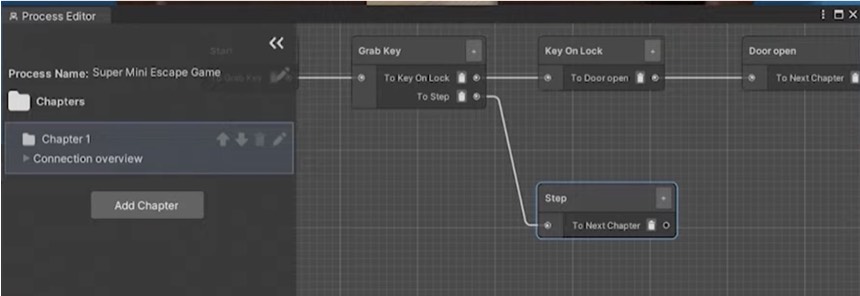 Process Editor
Start
To Grab Key
Process Name: Super Mini Escape Game
Chapters
Chapter 1
Connection overview
Add Chapter
Grab Key
To Key On Lock
To Step
Key On Lock
To Door open
Door open
To Next Chapter
Step
To Next Chapter